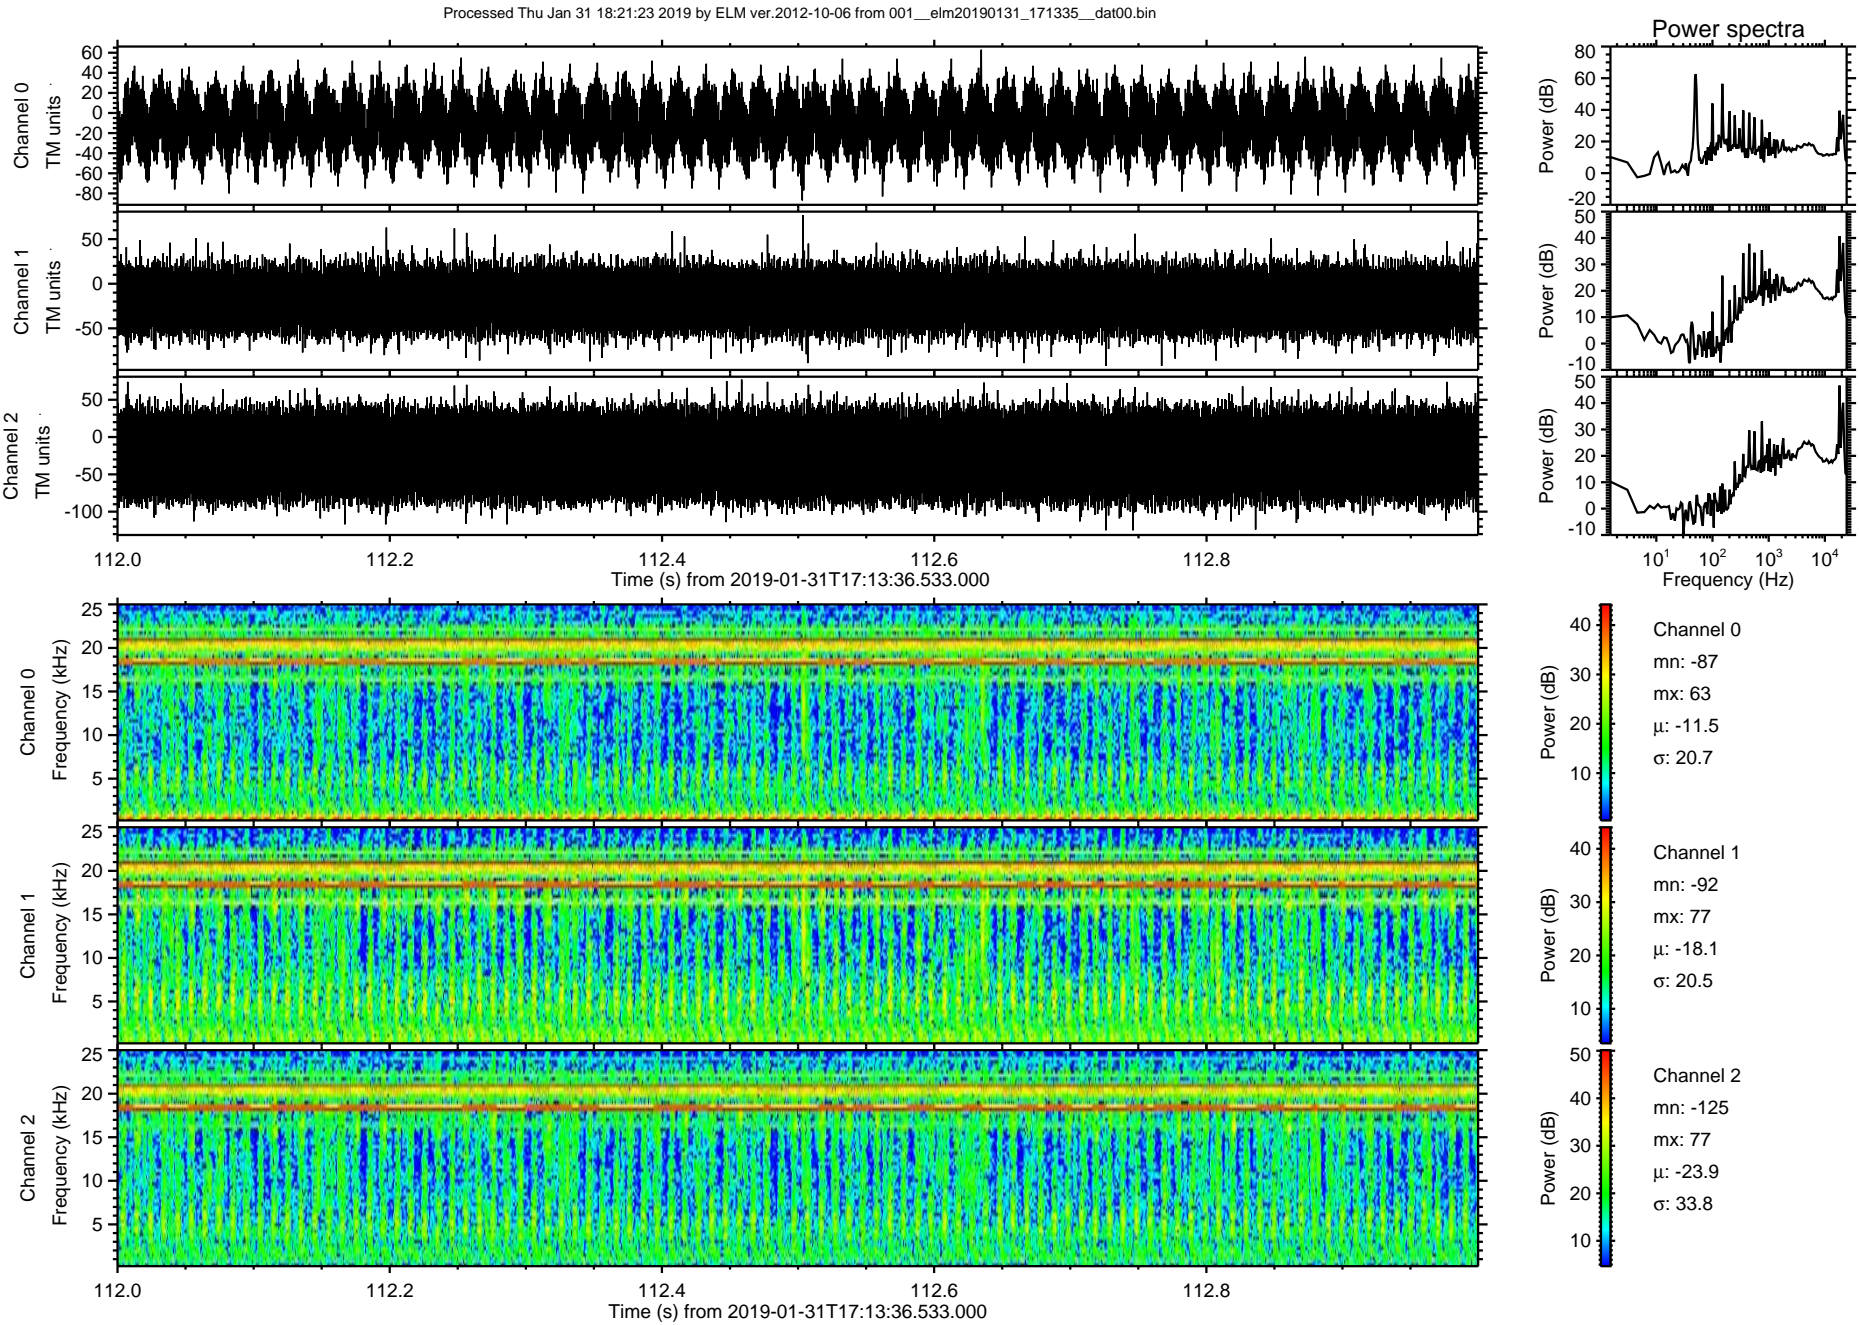 Processed Thu Jan 31 18:21:23 2019 by ELM ver.2012-10-06 from 001__elm20190131_171335__dat00.bin
Power spectra
Channel 0
TM units
60
40
20
0
-20
-40
-60
-80
Power (dB)
80
60
40
20
0
-20
Channel 1
TM units
50
0
-50
Power (dB)
50
40
30
20
10
0
-10
Channel 2
TM units
50
0
-50
-100
Power (dB)
50
40
30
20
10
0
-10
112.0 112.2 112.4 112.6 112.8
Time (s) from 2019-01-31T17:13:36.533.000
10^1 10^2 10^3 10^4
Frequency (Hz)
Channel 0
Frequency (kHz)
25
20
15
10
5
Power (dB)
40
30
20
10
Channel 0
mn: -87
mx: 63
µ: -11.5
σ: 20.7
Channel 1
Frequency (kHz)
25
20
15
10
5
Power (dB)
40
30
20
10
Channel 1
mn: -92
mx: 77
µ: -18.1
σ: 20.5
Channel 2
Frequency (kHz)
25
20
15
10
5
Power (dB)
50
40
30
20
10
Channel 2
mn: -125
mx: 77
µ: -23.9
σ: 33.8
112.0 112.2 112.4 112.6 112.8
Time (s) from 2019-01-31T17:13:36.533.000